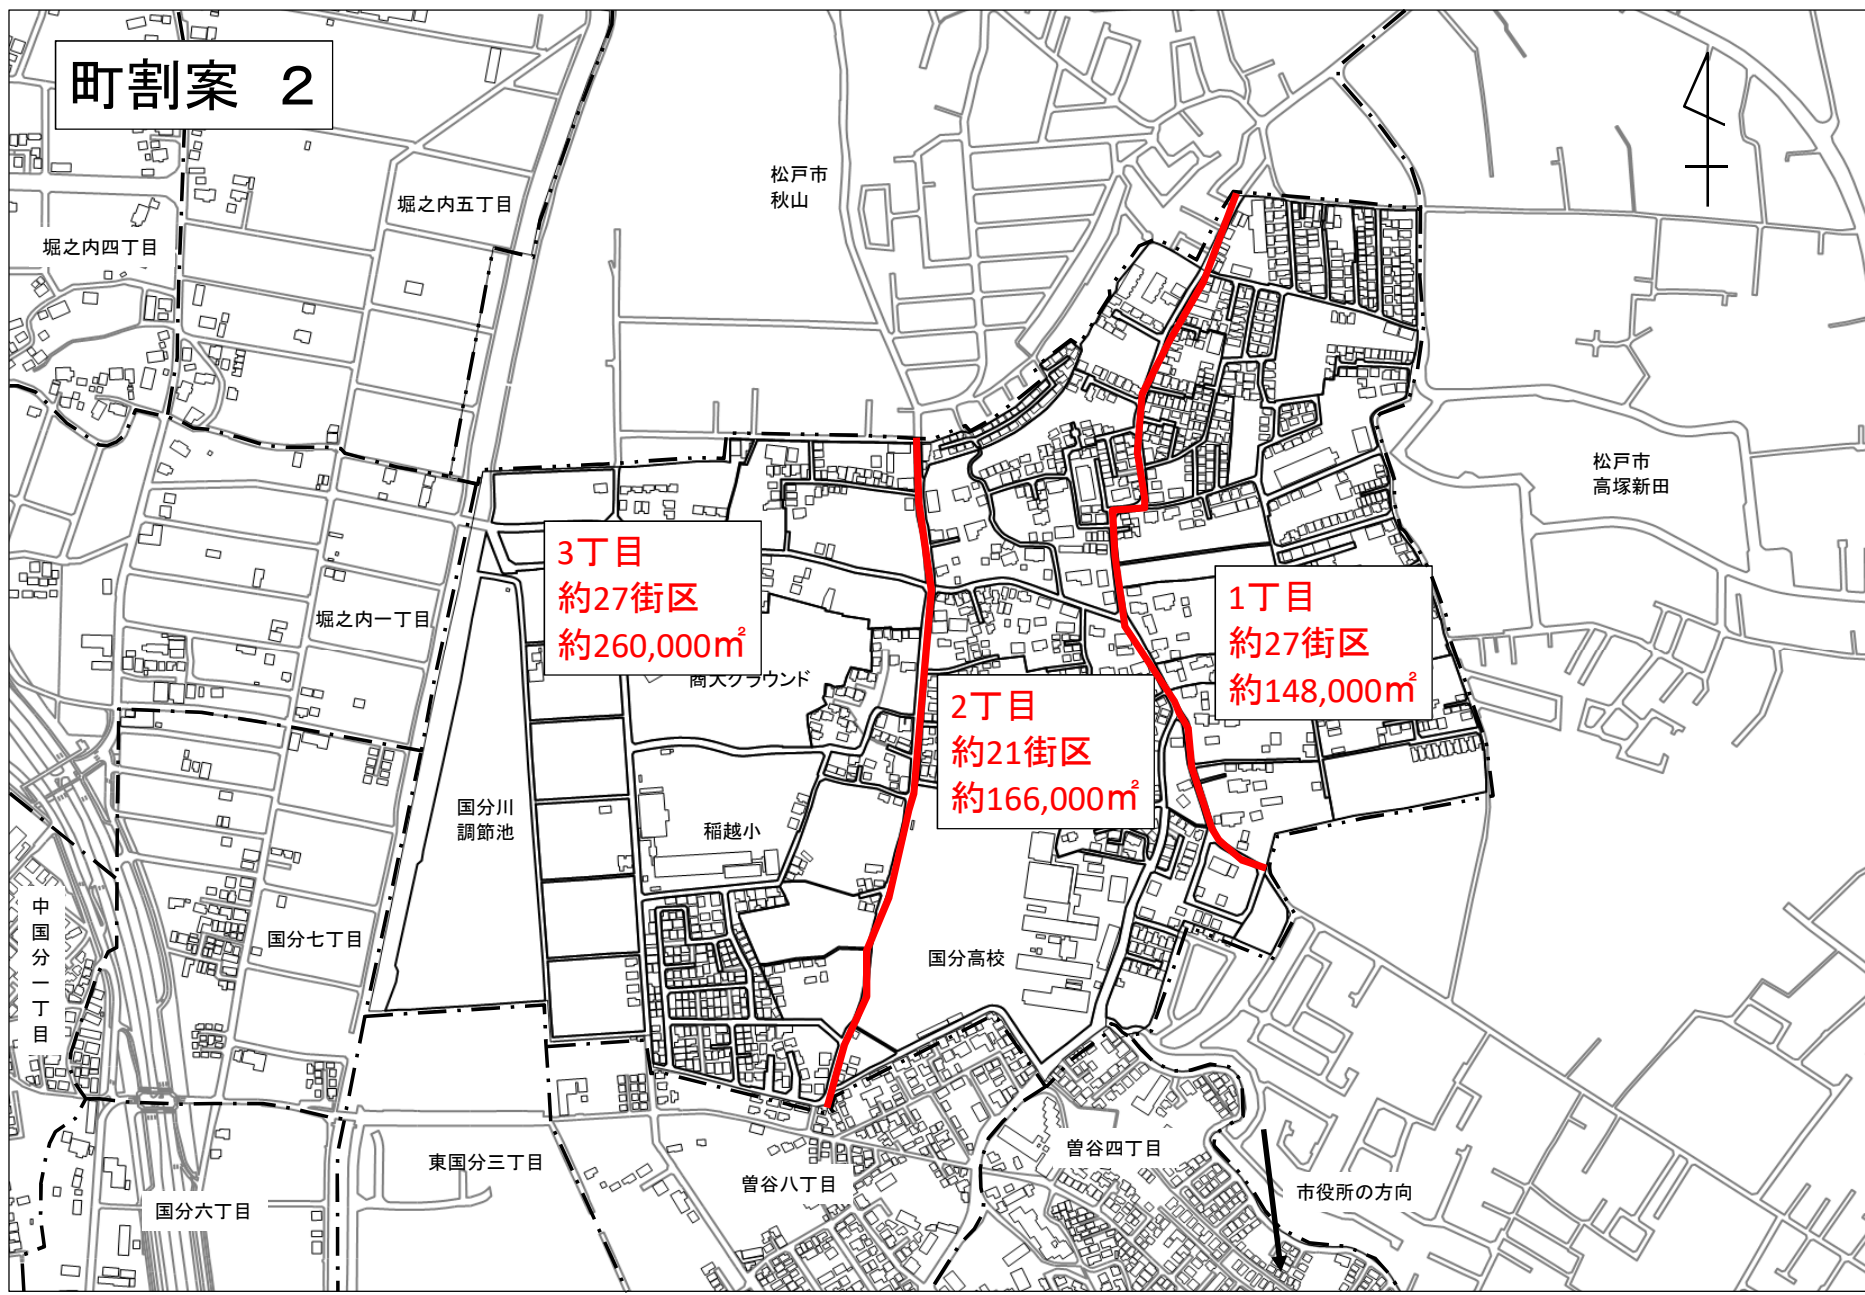 町割案 2
松戸市
秋山
堀之内五丁目
堀之内四丁目
松戸市
高塚新田
3丁目
約27街区
約260,000㎡
1丁目
約27街区
約148,000㎡
堀之内一丁目
商大グラウンド
2丁目
約21街区
約166,000㎡
国分川
調節池
稲越小
中国分一丁目
国分七丁目
国分高校
東国分三丁目
曽谷四丁目
曽谷八丁目
市役所の方向
国分六丁目